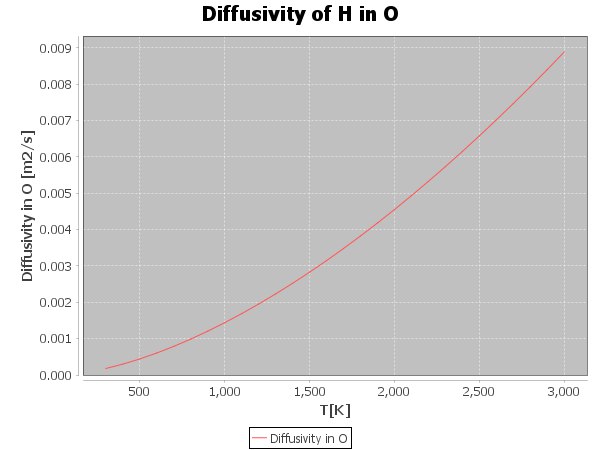 Diffusivity of H in O
Diffusivity in O [m2/s]
0.009
0.008
0.007
0.006
0.005
0.004
0.003
0.002
0.001
0.000
500 1,000 1,500 2,000 2,500 3,000
T[K]
Diffusivity in O